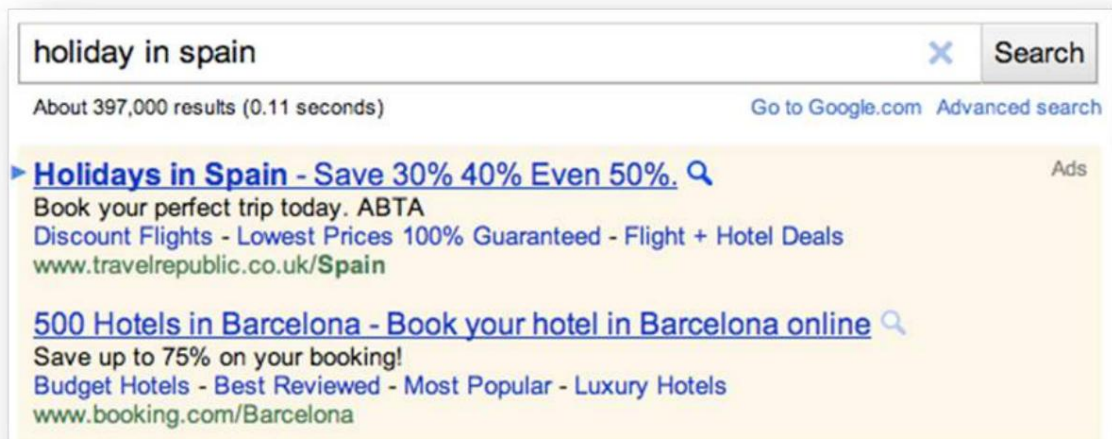 holiday in spain
Search
About 397,000 results (0.11 seconds)
Go to Google.com Advanced search
Holidays in Spain - Save 30% 40% Even 50%.
Ads
Book your perfect trip today. ABTA
Discount Flights - Lowest Prices 100% Guaranteed - Flight + Hotel Deals
www.travelrepublic.co.uk/Spain
500 Hotels in Barcelona - Book your hotel in Barcelona online
Save up to 75% on your booking!
Budget Hotels - Best Reviewed - Most Popular - Luxury Hotels
www.booking.com/Barcelona